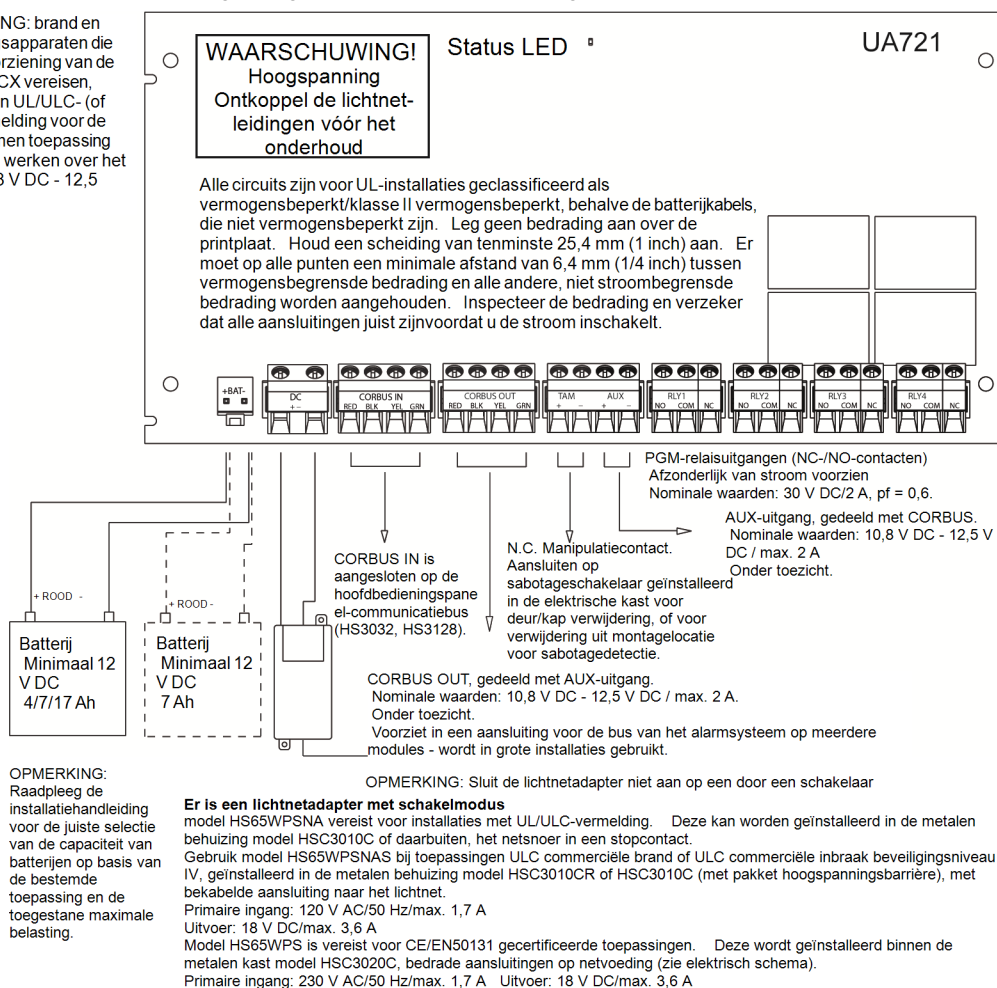 NG: brand en
sapparaten die
rziening van de
CX vereisen,
n UL/ULC- (of
elding voor de
nen toepassing
werken over het
V DC - 12,5
WAARSCHUWING!
Hoogspanning
Ontkoppel de lichtnet-
leidingen vóór het
onderhoud
Status LED
UA721
Alle circuits zijn voor UL-installaties geclassificeerd als
vermogensbeperkt/klasse II vermogensbeperkt, behalve de batterijkabels,
die niet vermogensbeperkt zijn. Leg geen bedrading aan over de
printplaat. Houd een scheiding van tenminste 25,4 mm (1 inch) aan. Er
moet op alle punten een minimale afstand van 6,4 mm (1/4 inch) tussen
vermogensbegrensde bedrading en alle andere, niet stroombegrensde
bedrading worden aangehouden. Inspecteer de bedrading en verzeker
dat alle aansluitingen juist zijnvoordat u de stroom inschakelt.
+BAT-
DC
+ -
CORBUS IN
RED BLK YEL GRN
CORBUS OUT
RED BLK YEL GRN
TAM
+ -
AUX
+ -
RLY1
NO COM NC
RLY2
NO COM NC
RLY3
NO COM NC
RLY4
NO COM NC
PGM-relaisuitgangen (NC-/NO-contacten)
Afzonderlijk van stroom voorzien
Nominale waarden: 30 V DC/2 A, pf = 0,6.
AUX-uitgang, gedeeld met CORBUS.
Nominale waarden: 10,8 V DC - 12,5 V
DC / max. 2 A
Onder toezicht.
CORBUS IN is
aangesloten op de
hoofdbedieningspane
el-communicatiebus
(HS3032, HS3128).
N.C. Manipulatiecontact.
Aansluiten op
sabotageschakelaar geïnstalleerd
in de elektrische kast voor
deur/kap verwijdering, of voor
verwijdering uit montagelocatie
voor sabotagedetectie.
+ ROOD -
Batterij
Minimaal 12
V DC
4/7/17 Ah
+ ROOD -
Batterij
Minimaal 12
V DC
7 Ah
CORBUS OUT, gedeeld met AUX-uitgang.
Nominale waarden: 10,8 V DC - 12,5 V DC / max. 2 A.
Onder toezicht.
Voorziet in een aansluiting voor de bus van het alarmsysteem op meerdere
modules - wordt in grote installaties gebruikt.
OPMERKING:
Raadpleeg de
installatiehandleiding
voor de juiste selectie
van de capaciteit van
batterijen op basis van
de bestemde
toepassing en de
toegestane maximale
belasting.
OPMERKING: Sluit de lichtnetadapter niet aan op een door een schakelaar
Er is een lichtnetadapter met schakelmodus
model HS65WPSNA vereist voor installaties met UL/ULC-vermelding. Deze kan worden geïnstalleerd in de metalen
behuizing model HSC3010C of daarbuiten, het netsnoer in een stopcontact.
Gebruik model HS65WPSNAS bij toepassingen ULC commerciële brand of ULC commerciële inbraak beveiligingsniveau
IV, geïnstalleerd in de metalen behuizing model HSC3010CR of HSC3010C (met pakket hoogspanningsbarrière), met
bekabelde aansluiting naar het lichtnet.
Primaire ingang: 120 V AC/50 Hz/max. 1,7 A
Uitvoer: 18 V DC/max. 3,6 A
Model HS65WPS is vereist voor CE/EN50131 gecertificeerde toepassingen. Deze wordt geïnstalleerd binnen de
metalen kast model HSC3020C, bedrade aansluitingen op netvoeding (zie elektrisch schema).
Primaire ingang: 230 V AC/50 Hz/max. 1,7 A Uitvoer: 18 V DC/max. 3,6 A